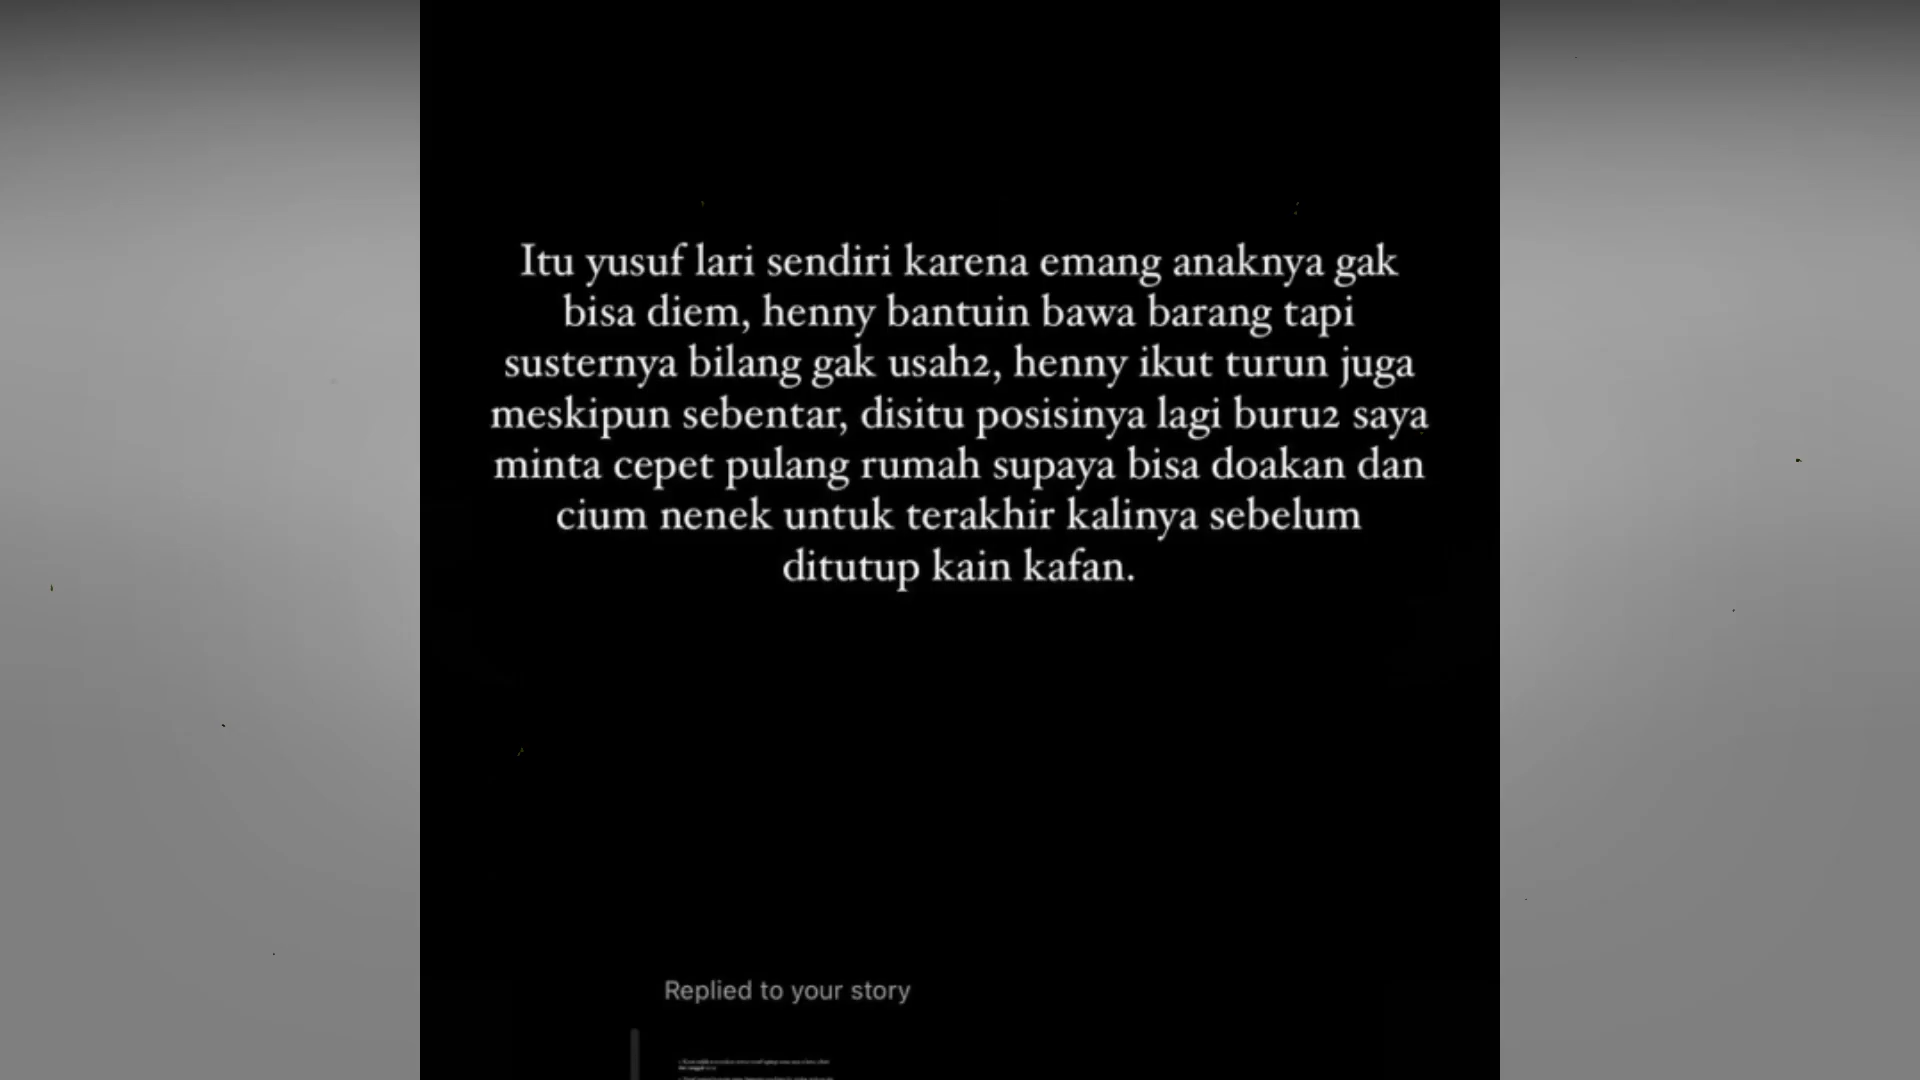 Itu yusuf lari sendiri karena emang anaknya gak
bisa diem, henny bantuin bawa barang tapi
susternya bilang gak usah2, henny ikut turun juga
meskipun sebentar, disitu posisinya lagi buru2 saya
minta cepet pulang rumah supaya bisa doakan dan
cium nenek untuk terakhir kalinya sebelum
ditutup kain kafan.
Replied to your story